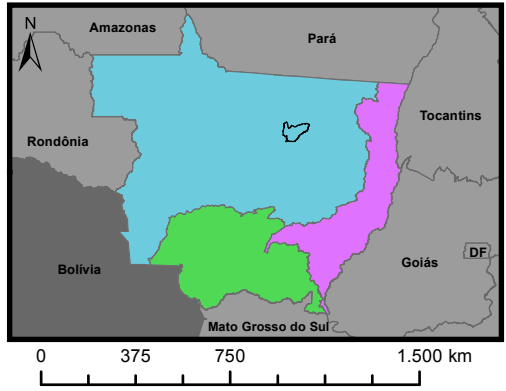 N
Amazonas
Pará
Tocantins
Rondônia
Bolívia
Goiás
DF
Mato Grosso do Sul
0 375 750 1.500 km